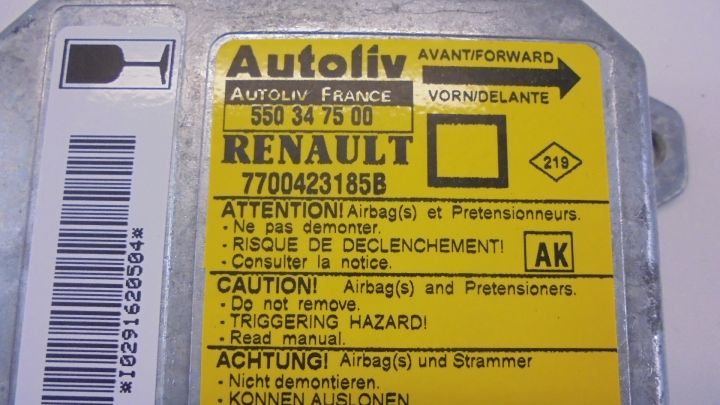 *I0291620504*
Autoliv
AUTOLIV FRANCE
550 34 75 00
AVANT/FORWARD
VORN/DELANTE
RENAULT
7700423185B
219
ATTENTION! Airbag(s) et Pretensionneurs.
- Ne pas demonter.
- RISQUE DE DECLENCHEMENT!
- Consulter la notice.
AK
CAUTION! Airbag(s) and Pretensioners.
- Do not remove.
- TRIGGERING HAZARD!
- Read manual.
ACHTUNG! Airbag(s) und Strammer
- Nicht demontieren.
- KONNEN AUSLONEN